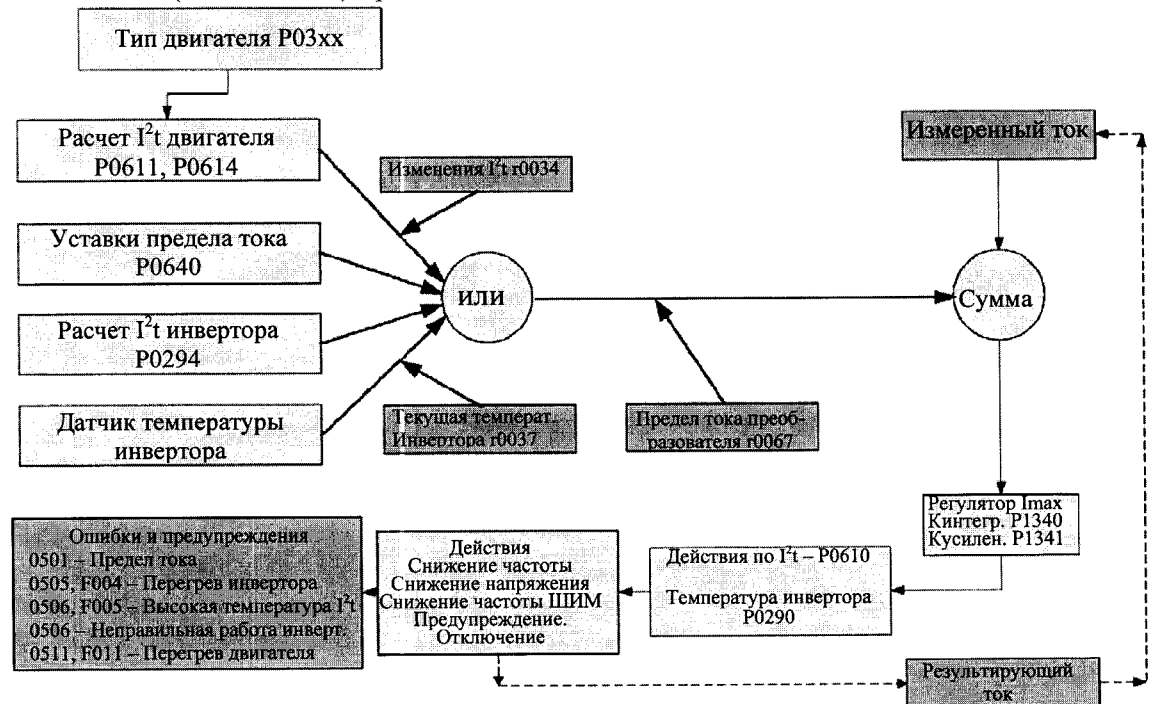 Тип двигателя P03xx
Расчет I²t двигателя
P0611, P0614
Изменения I²t r0034
Измеренный ток
Уставки предела тока
P0640
или
Сумма
Расчет I²t инвертора
P0294
Датчик температуры
инвертора
Текущая температ.
Инвертора r0037
Предел тока преоб-
разователя r0067
Регулятор Imax
Кинтегр. P1340
Кусилен. P1341
Ошибки и предупреждения
0501 – Предел тока
0505, F004 – Перегрев инвертора
0506, F005 – Высокая температура I²t
0506 – Неправильная работа инверт.
0511, F011 – Перегрев двигателя
Действия
Снижение частоты
Снижение напряжения
Снижение частоты ШИМ
Предупреждение.
Отключение
Действия по I²t – P0610
Температура инвертора
P0290
Результирующий
ток